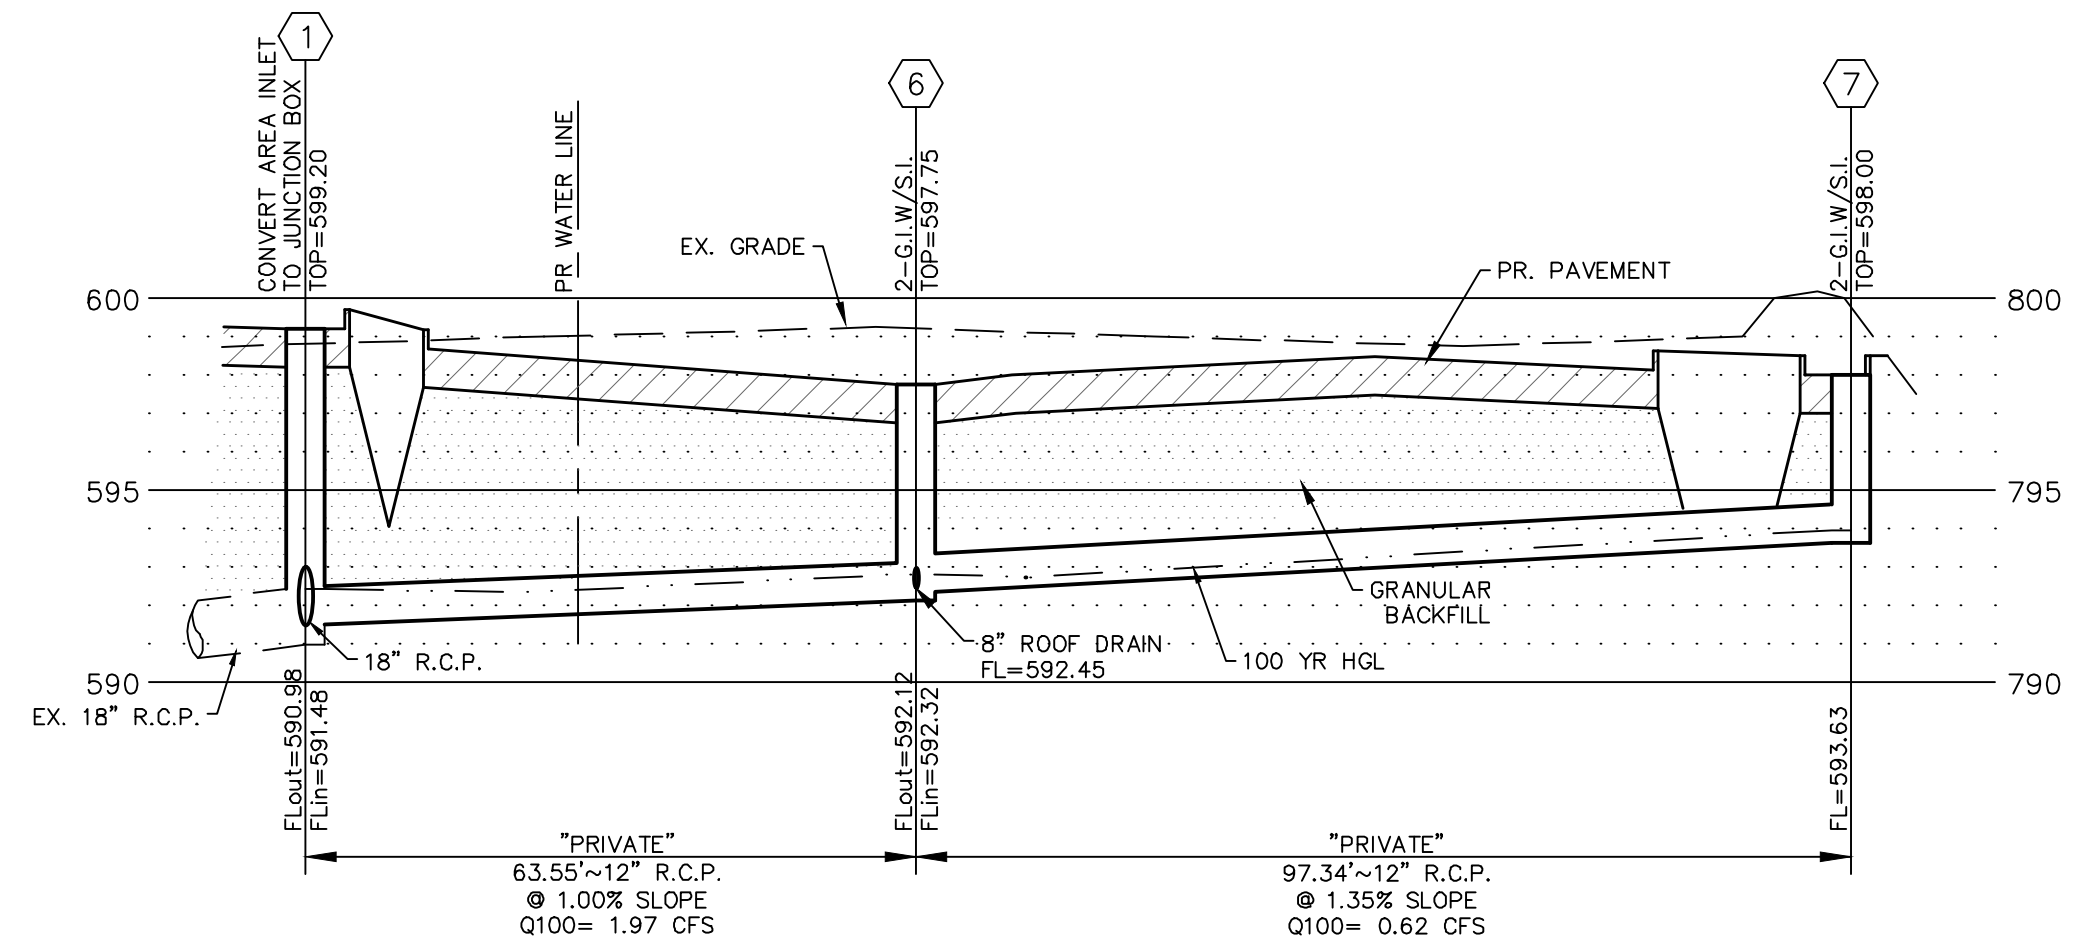 1
CONVERT AREA INLET
TO JUNCTION BOX
TOP=599.20
PR WATER LINE
6
2-G.I.W/S.I.
TOP=597.75
7
2-G.I.W/S.I.
TOP=598.00
EX. GRADE
PR. PAVEMENT
600
800
595
795
590
790
GRANULAR
BACKFILL
8" ROOF DRAIN
FL=592.45
100 YR HGL
18" R.C.P.
EX. 18" R.C.P.
FLout=590.98
FLin=591.48
FLout=592.12
FLin=592.32
FL=593.63
"PRIVATE"
63.55'~12" R.C.P.
@ 1.00% SLOPE
Q100= 1.97 CFS
"PRIVATE"
97.34'~12" R.C.P.
@ 1.35% SLOPE
Q100= 0.62 CFS